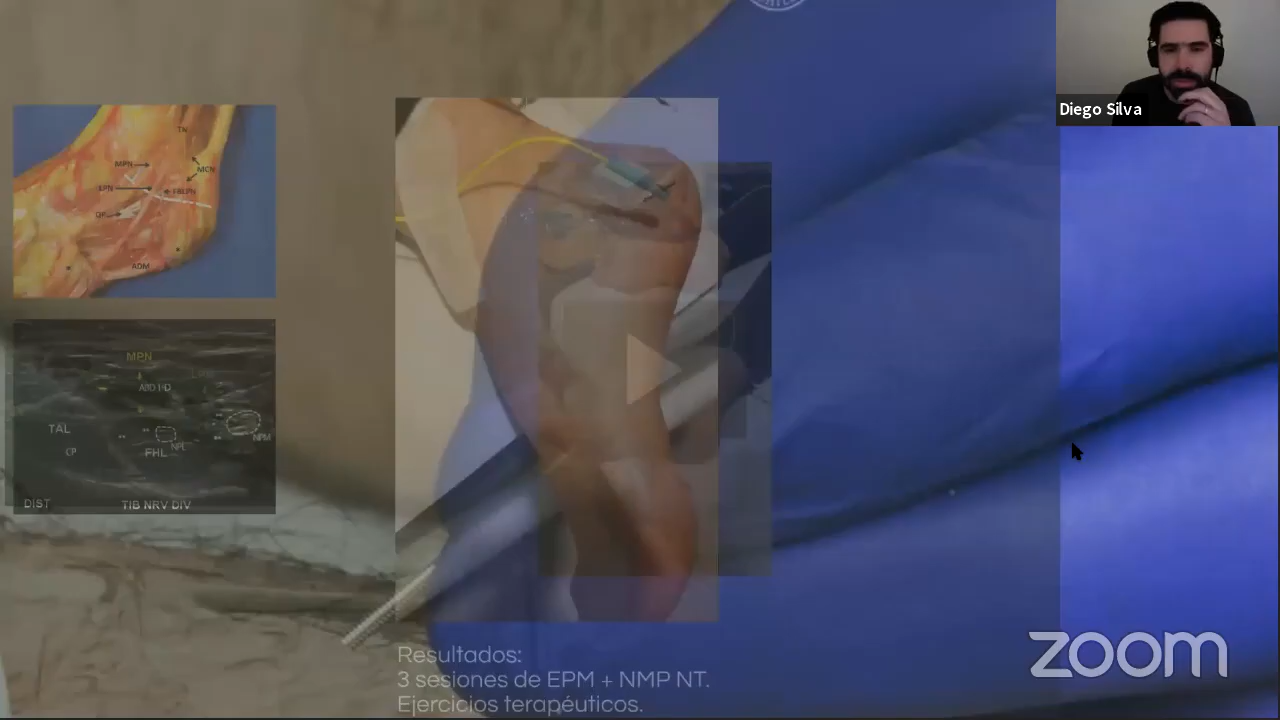 Diego Silva
TN
MPN
NICN
LPN
FBLPN
QP
ADM
MPN
ABD HD
TAL
CP
FHL
NPL
NPM
DIST
TIB NRV DIV
Resultados:
3 sesiones de EPM + NMP NT.
Ejercicios terapéuticos.
zoom